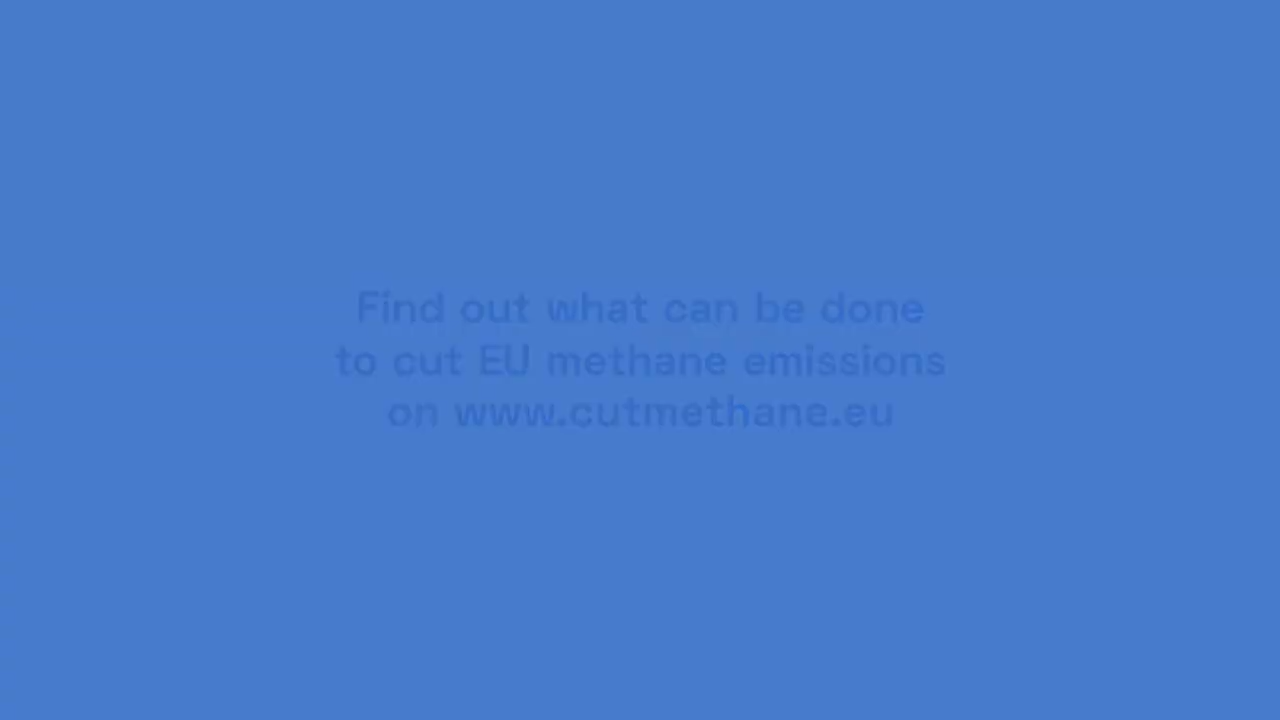 Find out what can be done
to cut EU methane emissions
on www.cutmethane.eu